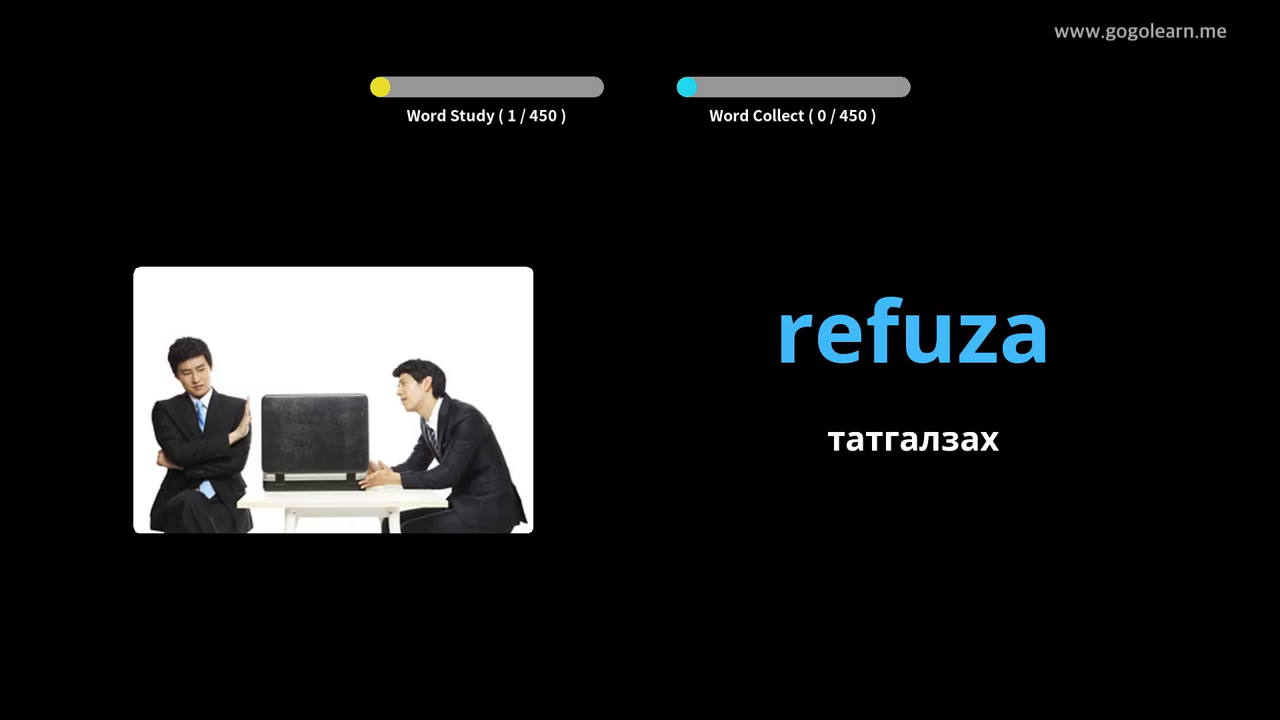 www.gogolearn.me
Word Study ( 1 / 450 )
Word Collect ( 0 / 450 )
refuza
татгалзах